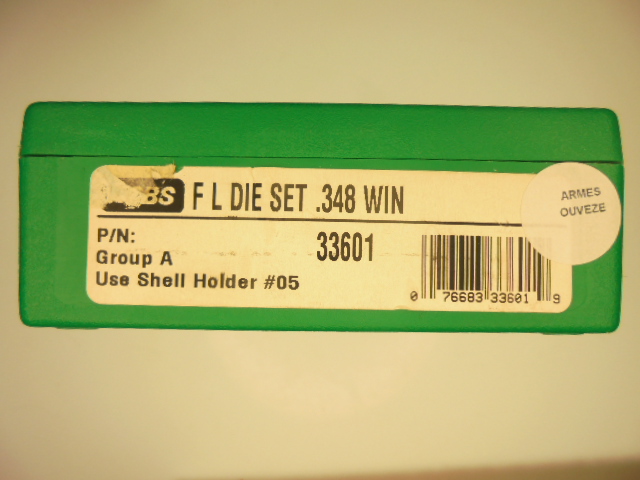 F L DIE SET .348 WIN
P/N: 33601
Group A
Use Shell Holder #05
0 76683 33601 9
ARMES
OUVEZE